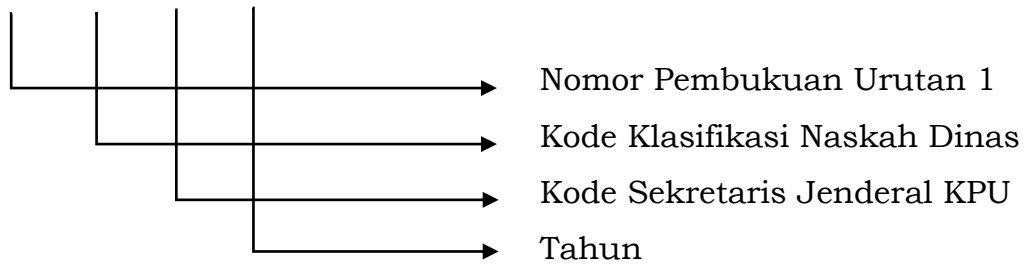 Nomor Pembukuan Urutan 1
Kode Klasifikasi Naskah Dinas
Kode Sekretaris Jenderal KPU
Tahun